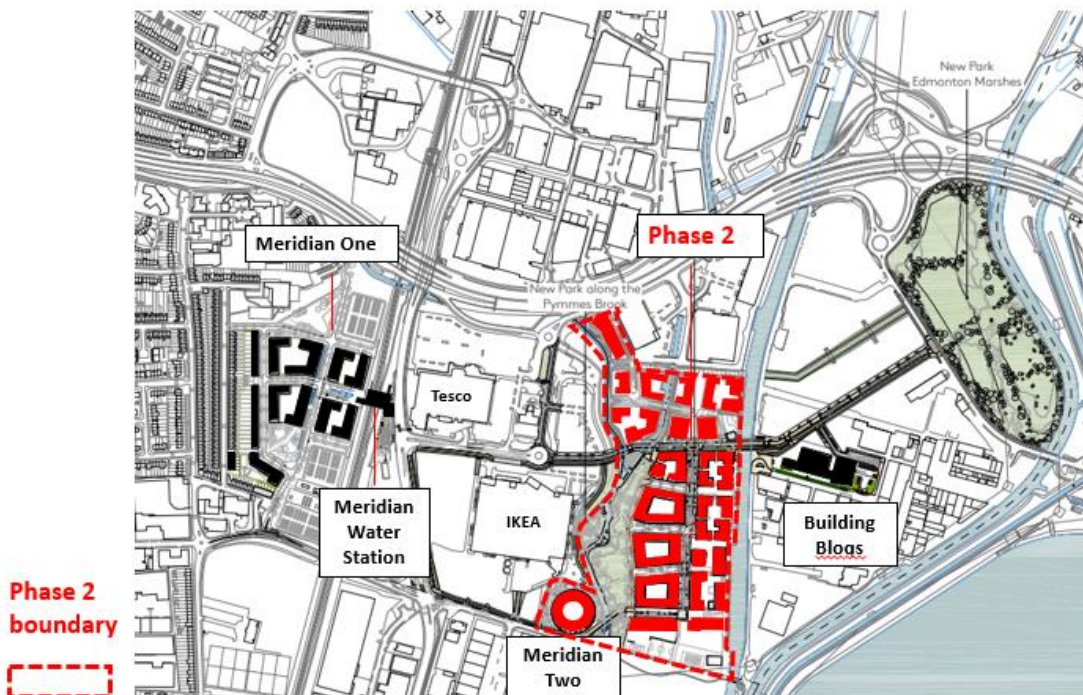 New Park
Edmonton Marshes
Phase 2
Meridian One
New Park along the
Pymmes Brook
Tesco
Meridian
Water
Station
IKEA
Building
Bloqs
Phase 2
boundary
Meridian
Two